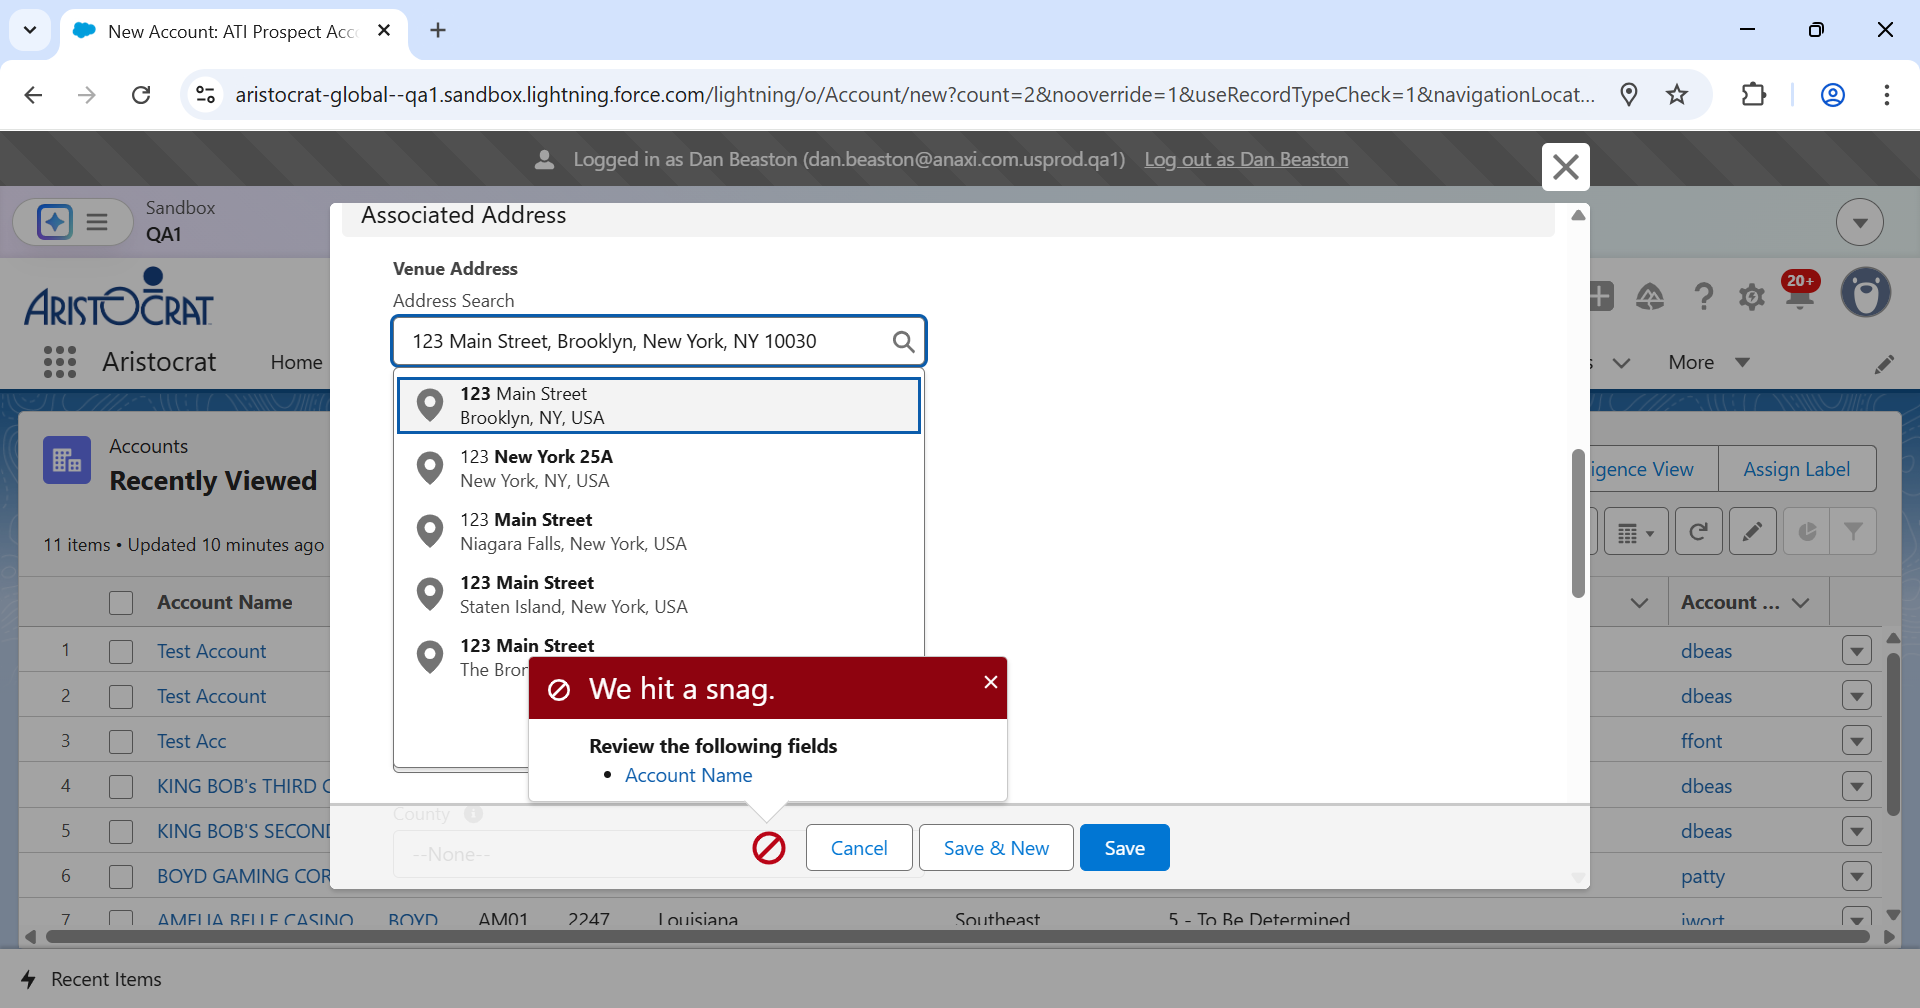 New Account: ATI Prospect Acc
aristocrat-global--qa1.sandbox.lightning.force.com/lightning/o/Account/new?count=2&nooverride=1&useRecordTypeCheck=1&navigationLocat...
Logged in as Dan Beaston (dan.beaston@anaxi.com.usprod.qa1) Log out as Dan Beaston
Sandbox
QA1
ARISTOCRAT
Aristocrat
Home
More
20+
Accounts
Recently Viewed
11 items • Updated 10 minutes ago
igence View
Assign Label
Account Name
Account ...
1 Test Account dbeas
2 Test Account dbeas
3 Test Acc ffont
4 KING BOB's THIRD dbeas
5 KING BOB'S SECOND dbeas
6 BOYD GAMING COR patty
7 AMELIA BELLE CASINO BOYD AM01 2247 Louisiana Southeast 5 - To Be Determined jwort
Associated Address
Venue Address
Address Search
123 Main Street, Brooklyn, New York, NY 10030
123 Main Street
Brooklyn, NY, USA
123 New York 25A
New York, NY, USA
123 Main Street
Niagara Falls, New York, USA
123 Main Street
Staten Island, New York, USA
123 Main Street
The Bron
We hit a snag.
Review the following fields
• Account Name
County
--None--
Cancel
Save & New
Save
Recent Items